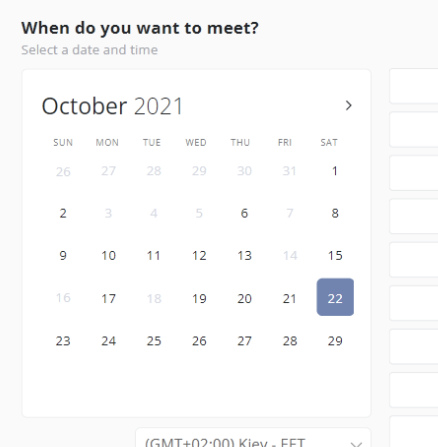 When do you want to meet?
Select a date and time
October 2021
SUN MON TUE WED THU FRI SAT
26 27 28 29 30 31 1
2 3 4 5 6 7 8
9 10 11 12 13 14 15
16 17 18 19 20 21 22
23 24 25 26 27 28 29
(GMT+02:00) Kiev - EET